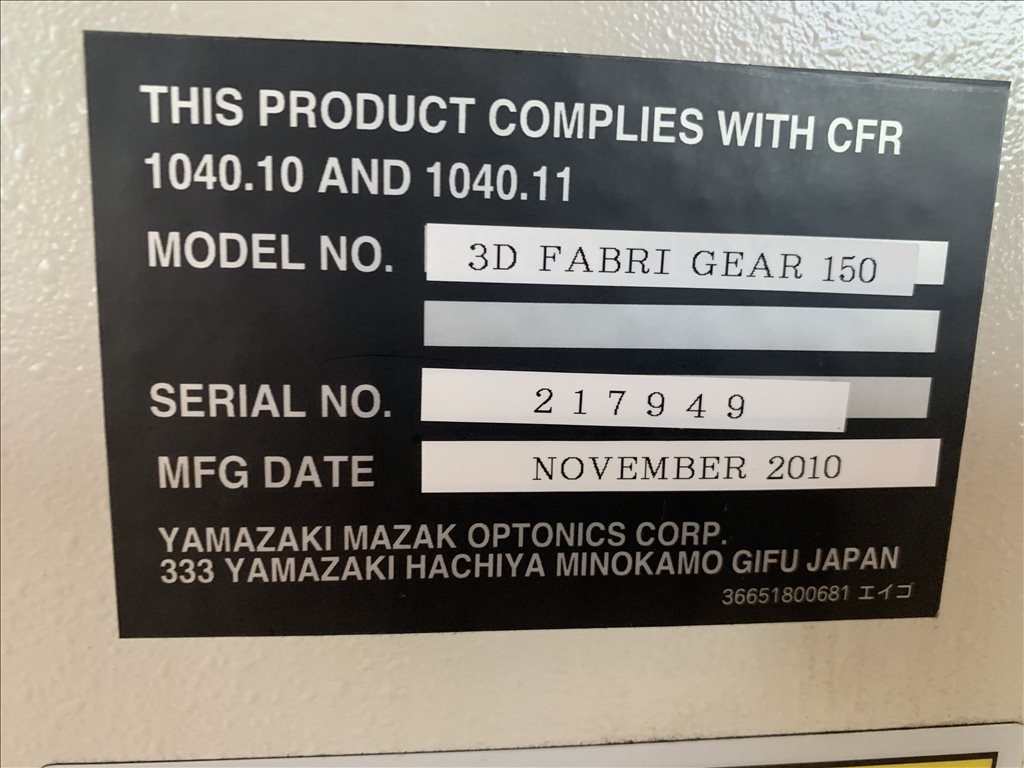 THIS PRODUCT COMPLIES WITH CFR
1040.10 AND 1040.11
MODEL NO. 3D FABRI GEAR 150
SERIAL NO. 217949
MFG DATE NOVEMBER 2010
YAMAZAKI MAZAK OPTONICS CORP.
333 YAMAZAKI HACHIYA MINOKAMO GIFU JAPAN
36651800681 エイゴ